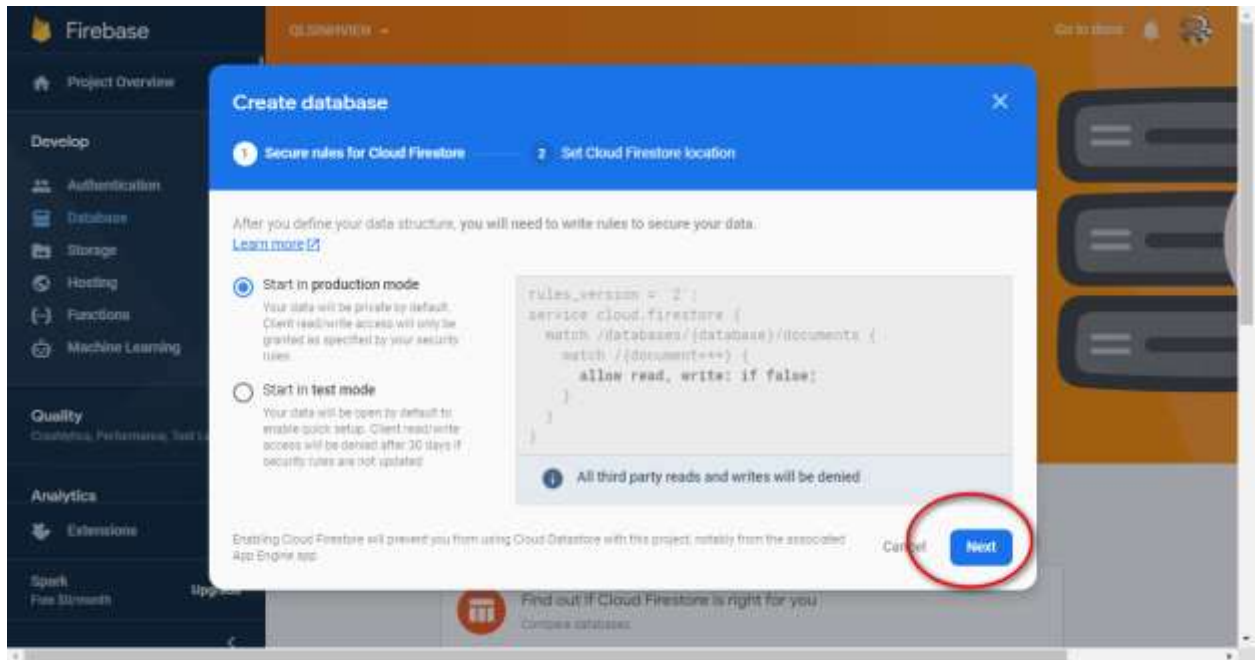 Firebase
QLSINHVIEN
Go to docs
Project Overview
Create database
Develop
1 Secure rules for Cloud Firestore
2 Set Cloud Firestore location
Authentication
Database
Storage
Hosting
Functions
Machine Learning
After you define your data structure, you will need to write rules to secure your data.
Learn more
Start in production mode
Your data will be private by default.
Client read/write access will only be
granted as specified by your security
rules.
Start in test mode
Your data will be open by default to
enable quick setup. Client read/write
access will be denied after 30 days if
security rules are not updated
rules_version = '2';
service cloud.firestore {
match /databases/{database}/documents {
match /{document=**} {
allow read, write: if false;
}
}
}
All third party reads and writes will be denied
Quality
Crashlytics, Performance, Test
Analytics
Extensions
Enabling Cloud Firestore will prevent you from using Cloud Datastore with this project, notably from the associated
App Engine app
Cancel
Next
Spark
Free $0/month
Find out if Cloud Firestore is right for you
Compare databases